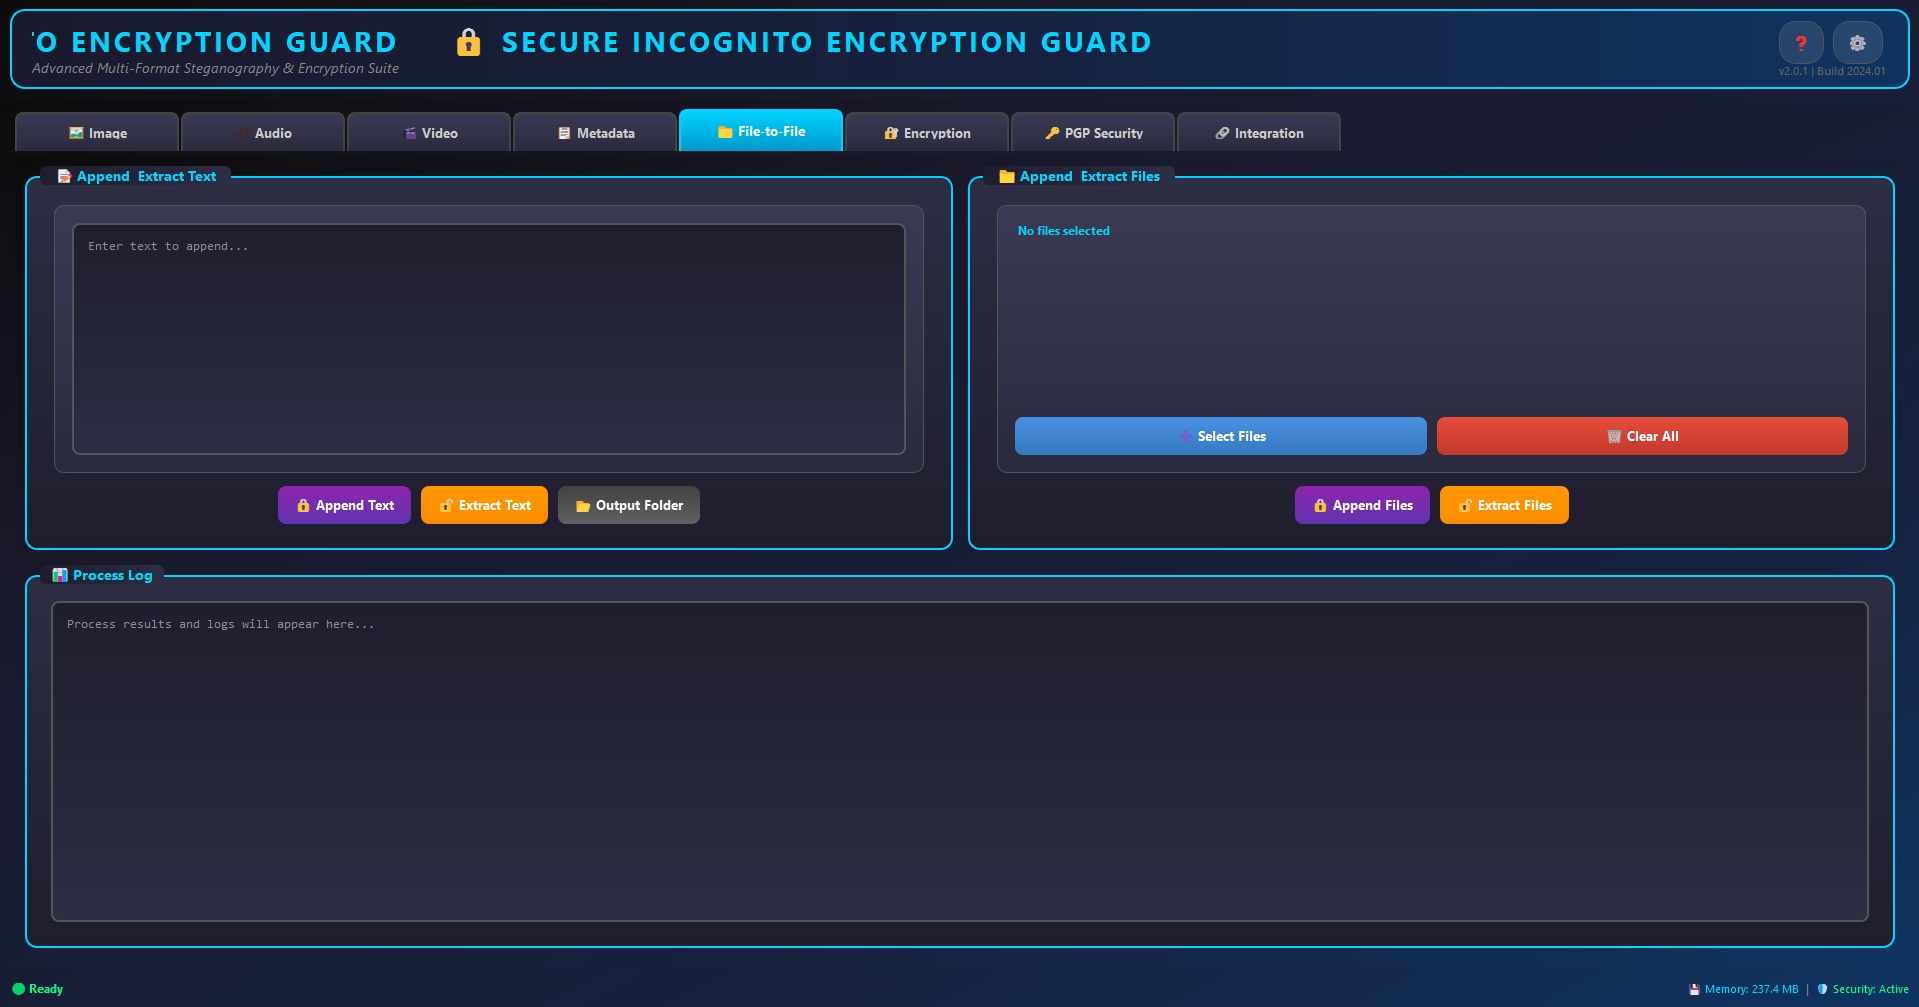 'O ENCRYPTION GUARD SECURE INCOGNITO ENCRYPTION GUARD
Advanced Multi-Format Steganography & Encryption Suite
v2.0.1 | Build 2024.01
Image Audio Video Metadata File-to-File Encryption PGP Security Integration
Append Extract Text
Enter text to append...
Append Text Extract Text Output Folder
Append Extract Files
No files selected
Select Files Clear All
Append Files Extract Files
Process Log
Process results and logs will appear here...
Ready
Memory: 237.4 MB | Security: Active